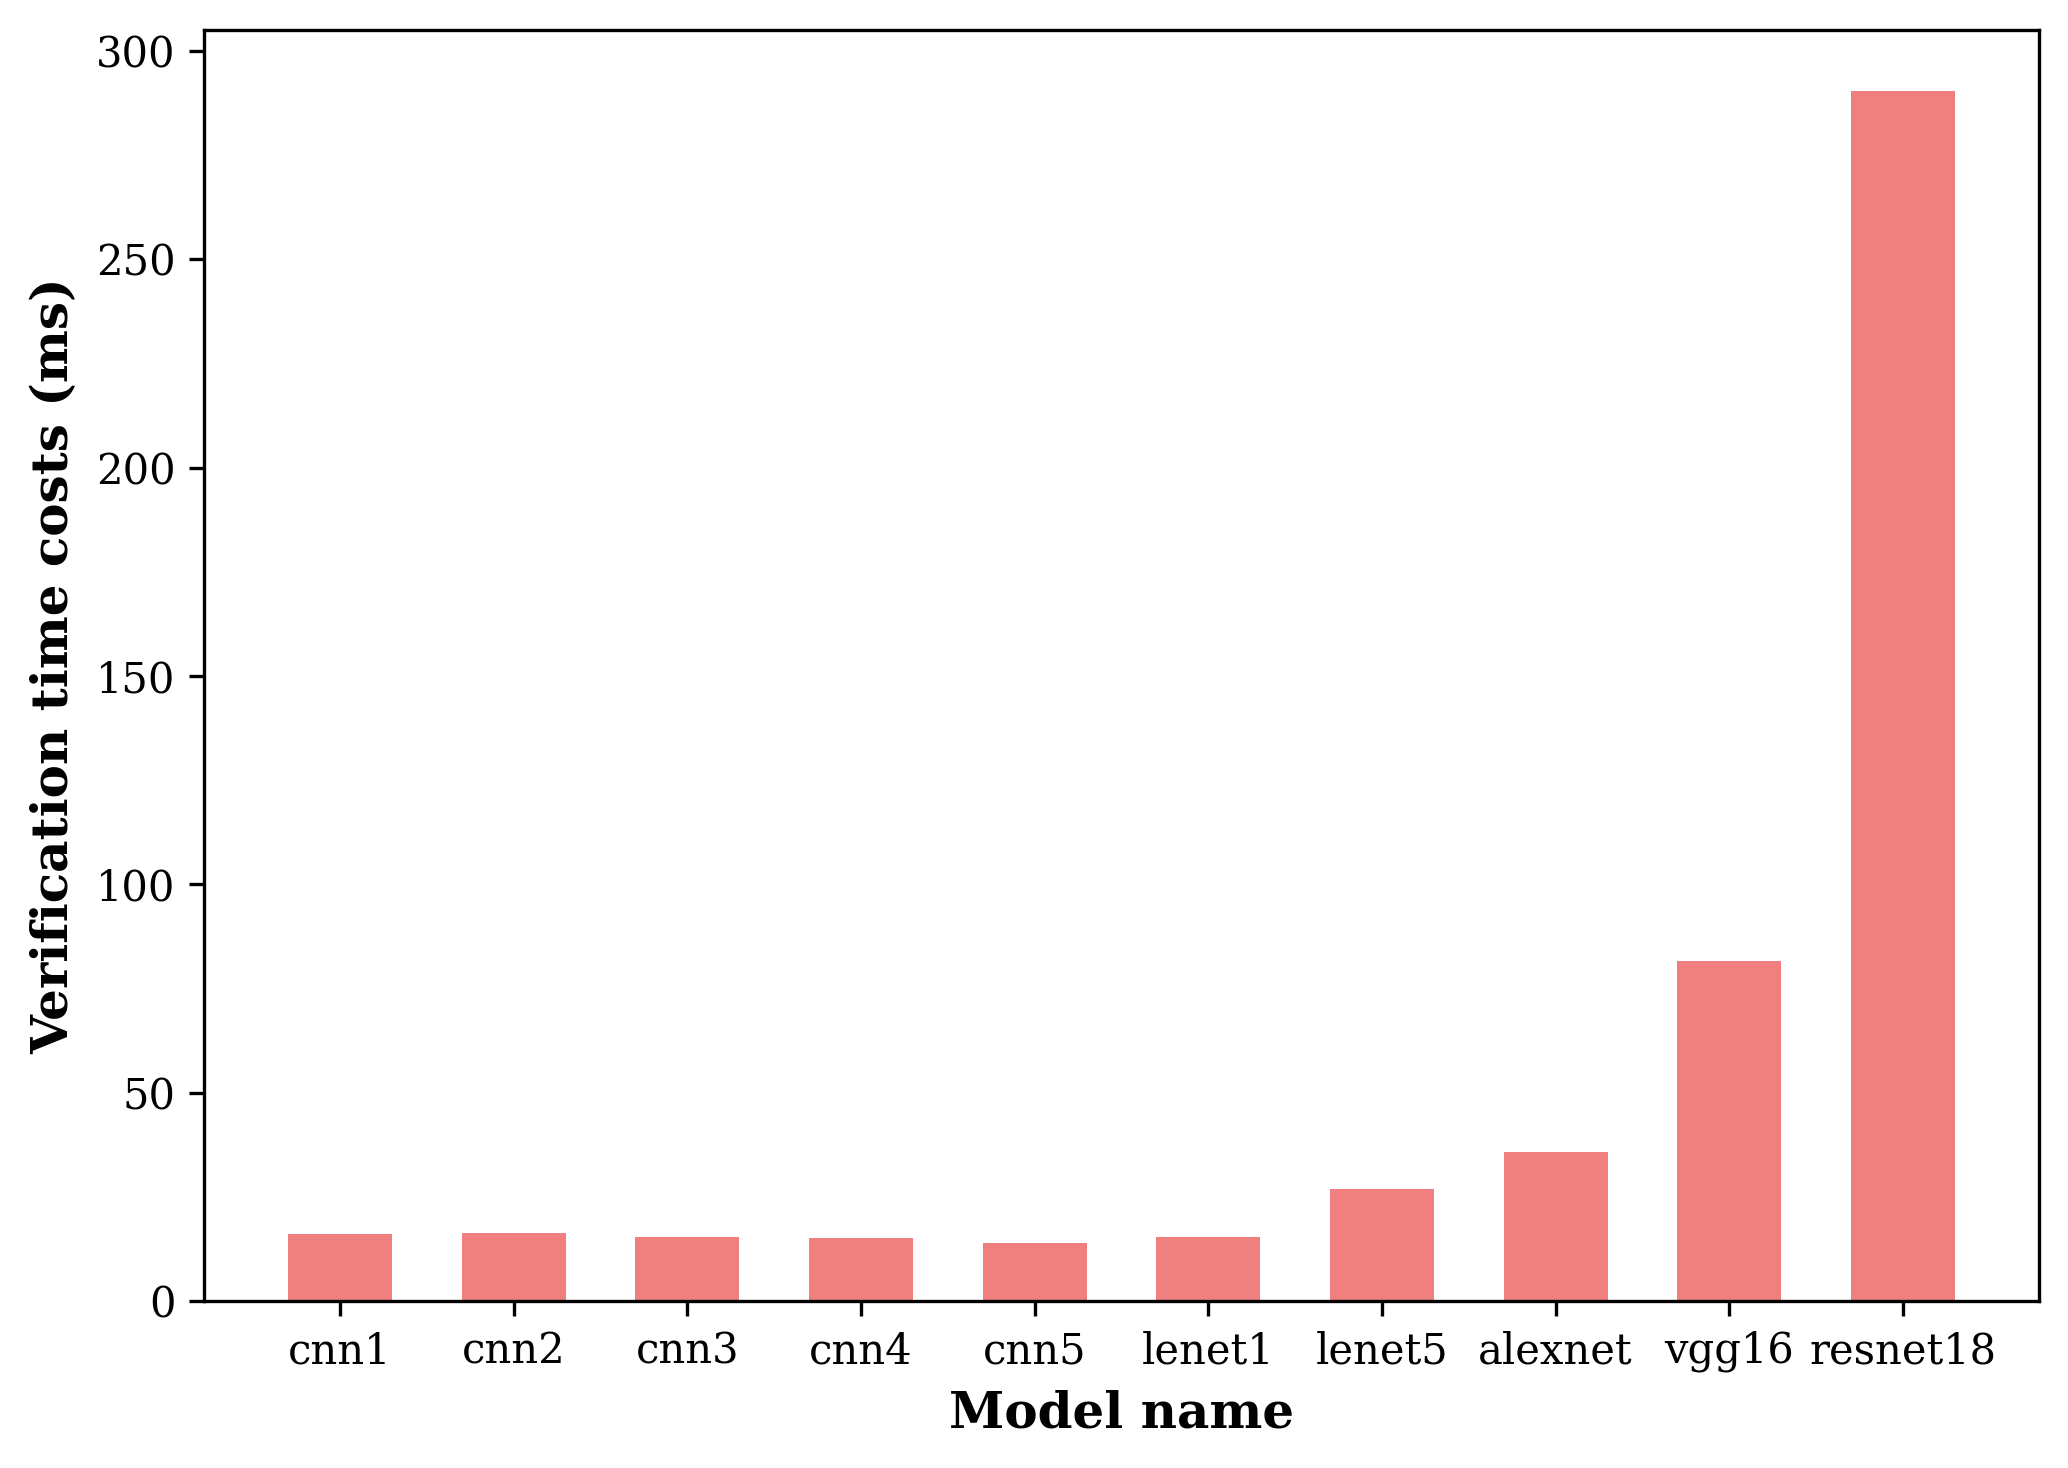 Verification time costs (ms)
300
250
200
150
100
50
0
cnn1 cnn2 cnn3 cnn4 cnn5 lenet1 lenet5 alexnet vgg16 resnet18
Model name